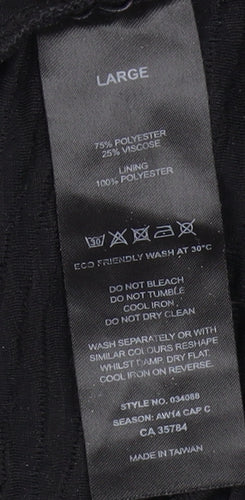 LARGE
75% POLYESTER
25% VISCOSE
LINING
100% POLYESTER
30
ECO FRIENDLY WASH AT 30°C
DO NOT BLEACH
DO NOT TUMBLE
COOL IRON
DO NOT DRY CLEAN
WASH SEPARATELY OR WITH
SIMILAR COLOURS RESHAPE
WHILST DAMP. DRY FLAT.
COOL IRON ON REVERSE.
STYLE NO. 034088
SEASON: AW14 CAP C
CA 35784
MADE IN TAIWAN